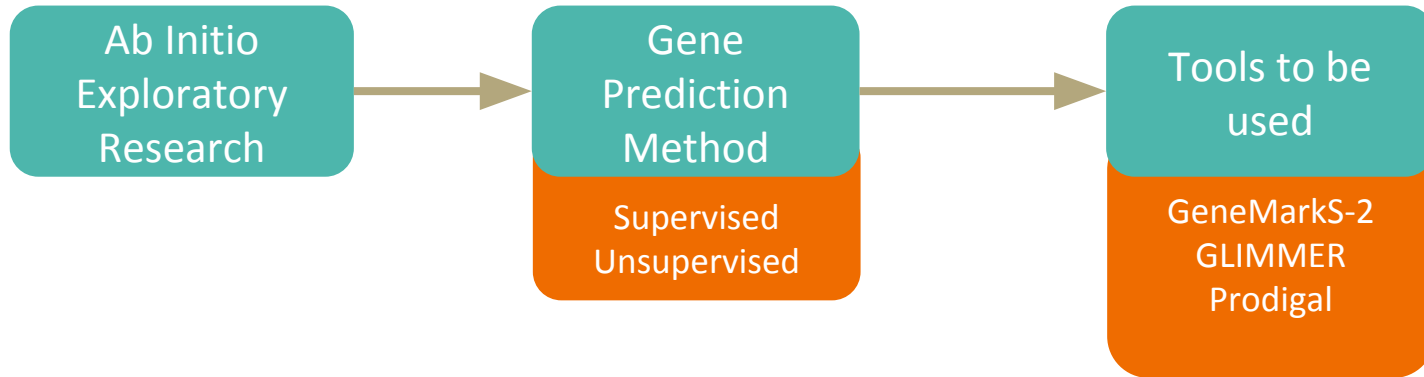 Ab Initio
Exploratory
Research
Gene
Prediction
Method
Supervised
Unsupervised
Tools to be
used
GeneMarkS-2
GLIMMER
Prodigal